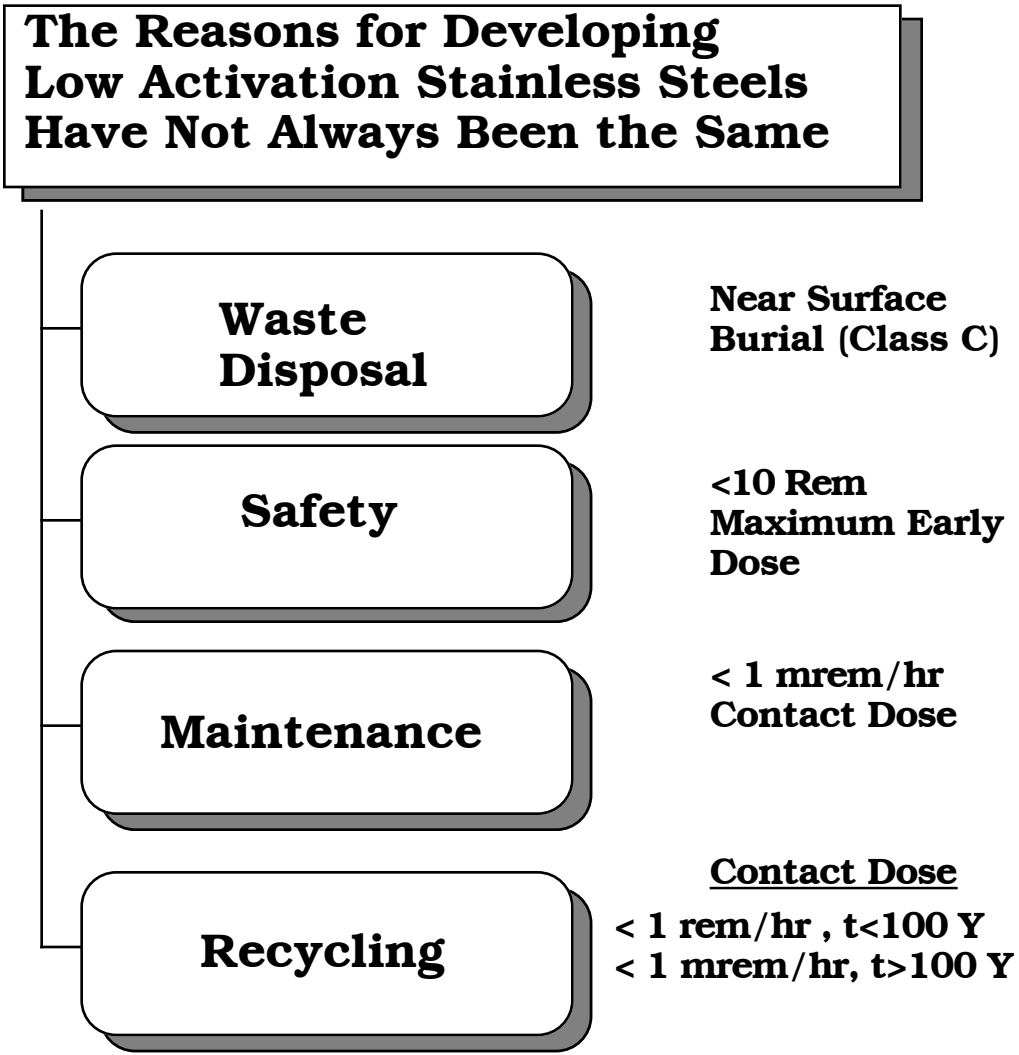 The Reasons for Developing
Low Activation Stainless Steels
Have Not Always Been the Same
Waste
Disposal
Near Surface
Burial (Class C)
Safety
<10 Rem
Maximum Early
Dose
Maintenance
< 1 mrem/hr
Contact Dose
Recycling
Contact Dose
< 1 rem/hr , t<100 Y
< 1 mrem/hr, t>100 Y